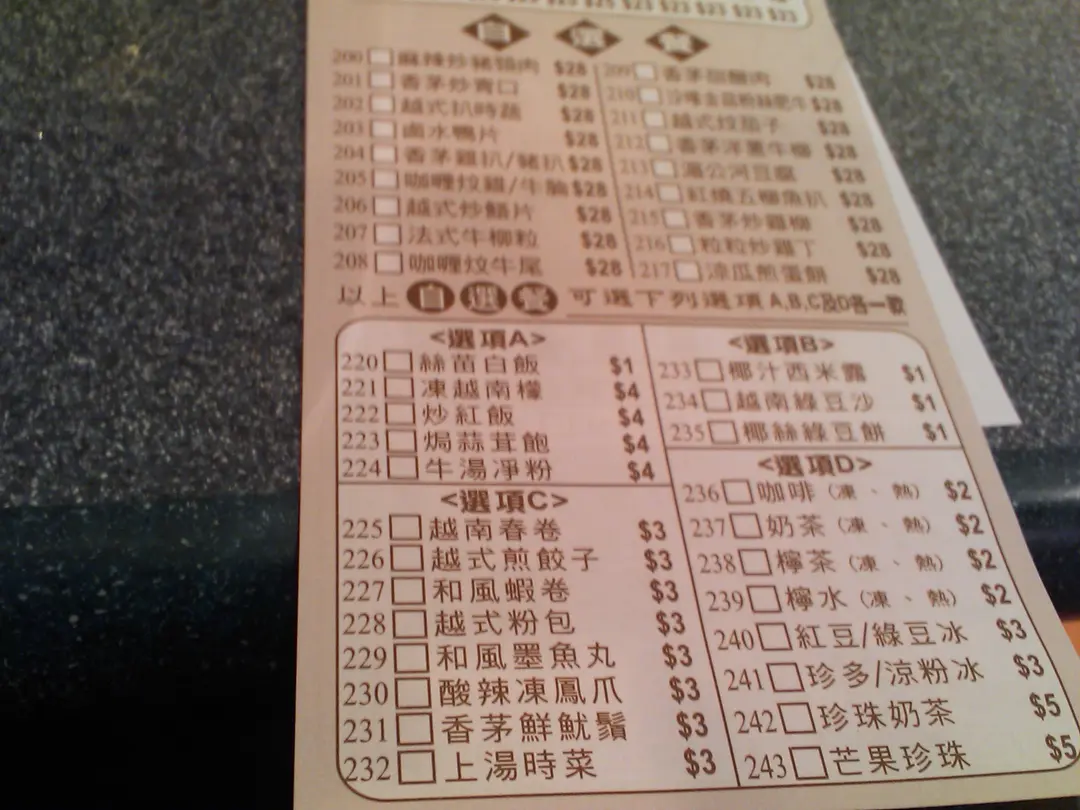 $23 $23 $23 $23 $23
自選餐
200 麻辣炒豬頸肉 $28
201 香茅炒青口 $28
202 越式扒時蔬 $28
203 鹵水鴨片 $28
204 香茅雞扒/豬扒 $28
205 咖喱炆雞/牛腩 $28
206 越式炒鱔片 $28
207 法式牛柳粒 $28
208 咖喱炆牛尾 $28
209 香茅甜酸肉 $28
210 沙嗲金菇粉絲肥牛 $28
211 越式炆茄子 $28
212 香茅洋蔥牛柳 $28
213 蒲公河豆腐 $28
214 紅燒五柳魚扒 $28
215 香茅炒雞柳 $28
216 粒粒炒雞丁 $28
217 涼瓜煎蛋餅 $28
以上自選餐可選下列選項A,B,C及D各一款
<選項A>
220 絲苗白飯 $1
221 凍越南檬 $4
222 炒紅飯 $4
223 焗蒜茸飽 $4
224 牛湯凈粉 $4
<選項B>
233 椰汁西米露 $1
234 越南綠豆沙 $1
235 椰絲綠豆餅 $1
<選項C>
225 越南春卷 $3
226 越式煎餃子 $3
227 和風蝦卷 $3
228 越式粉包 $3
229 和風墨魚丸 $3
230 酸辣凍鳳爪 $3
231 香茅鮮魷鬚 $3
232 上湯時菜 $3
<選項D>
236 咖啡(凍、熱) $2
237 奶茶(凍、熱) $2
238 檸茶(凍、熱) $2
239 檸水(凍、熱) $2
240 紅豆/綠豆冰 $3
241 珍多/涼粉冰 $3
242 珍珠奶茶 $5
243 芒果珍珠 $5